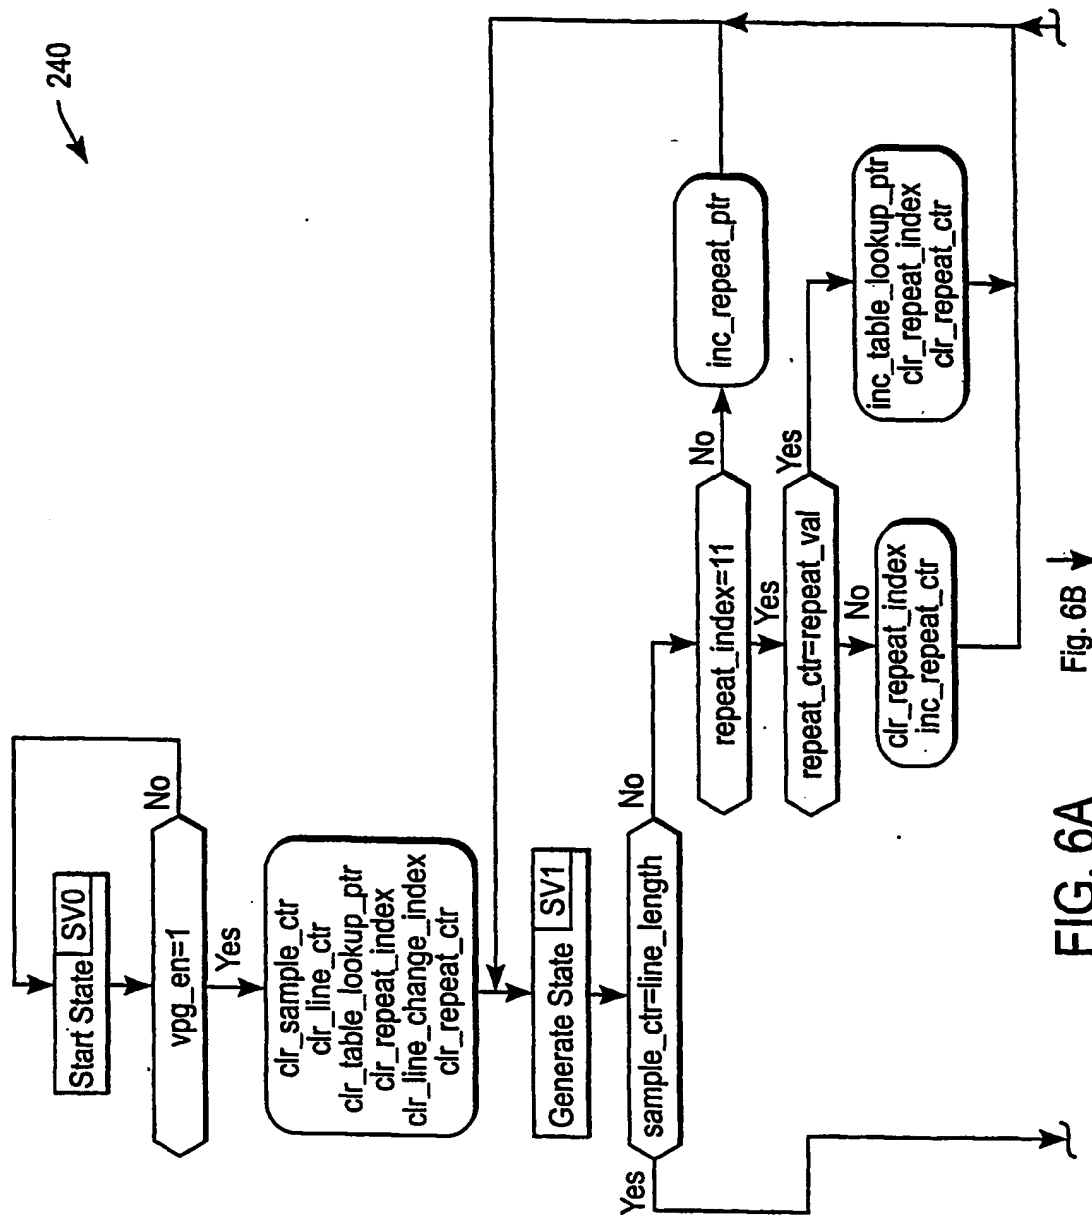 240
Start State
SV0
vpg_en=1
No
Yes
clr_sample_ctr
clr_line_ctr
clr_table_lookup_ptr
clr_repeat_index
clr_line_change_index
clr_repeat_ctr
Generate State
SV1
sample_ctr=line_length
Yes
No
repeat_index=11
No
inc_repeat_ptr
Yes
repeat_ctr=repeat_val
Yes
inc_table_lookup_ptr
clr_repeat_index
clr_repeat_ctr
No
clr_repeat_index
inc_repeat_ctr
FIG. 6A
Fig. 6B